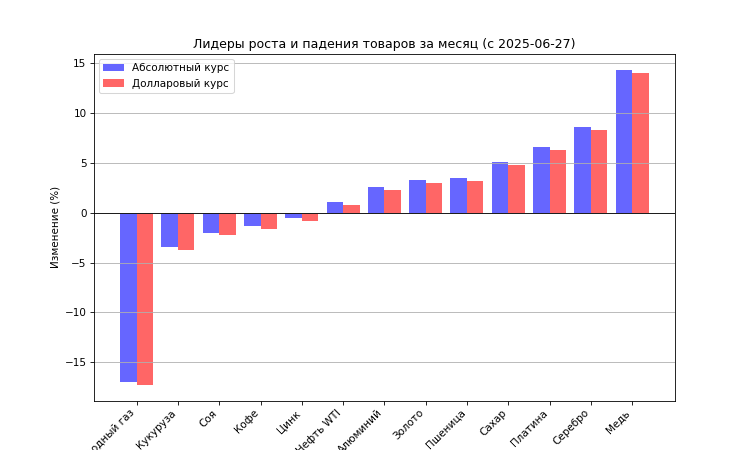 Лидеры роста и падения товаров за месяц (с 2025-06-27)
Абсолютный курс
Долларовый курс
Изменение (%)
15
10
5
0
−5
−10
−15
газ
Кукуруза
Соя
Кофе
Цинк
Нефть WTI
Алюминий
Золото
Пшеница
Сахар
Платина
Серебро
Медь